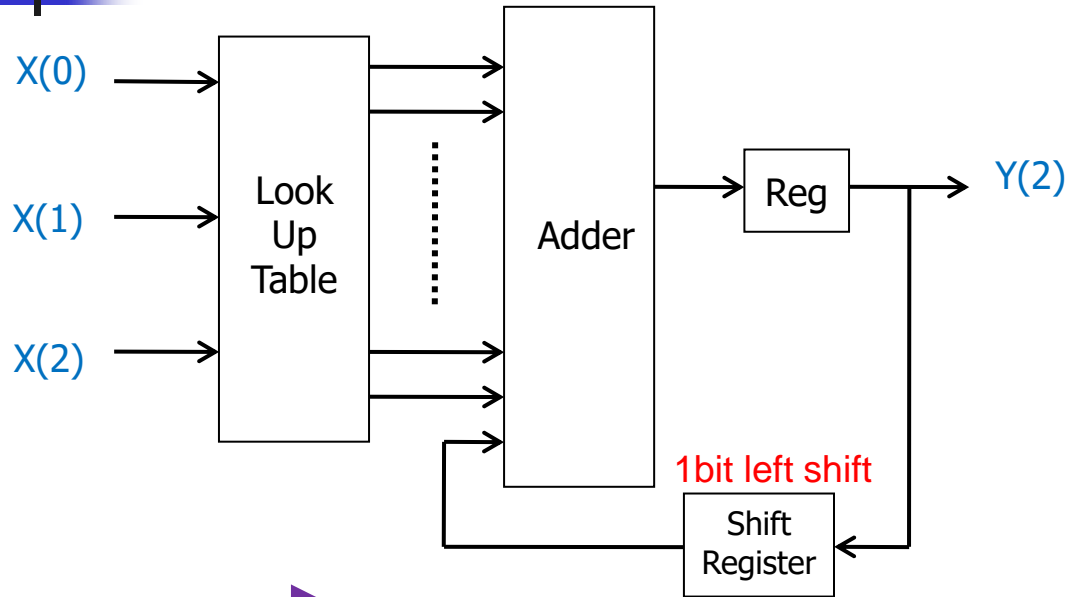 X(0)
X(1)
X(2)
Look
Up
Table
Adder
Reg
Y(2)
1bit left shift
Shift
Register